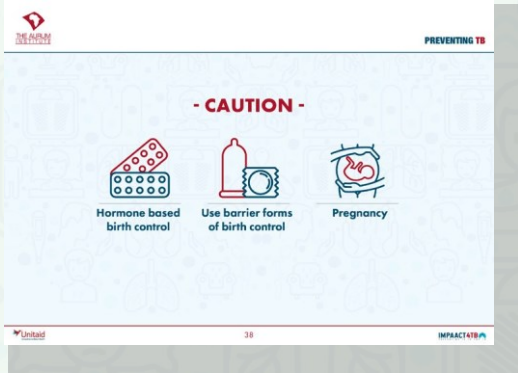 THE AURUM
INSTITUTE
PREVENTING TB
- CAUTION -
Hormone based
birth control
Use barrier forms
of birth control
Pregnancy
Unitaid
38
IMPAACT4TB